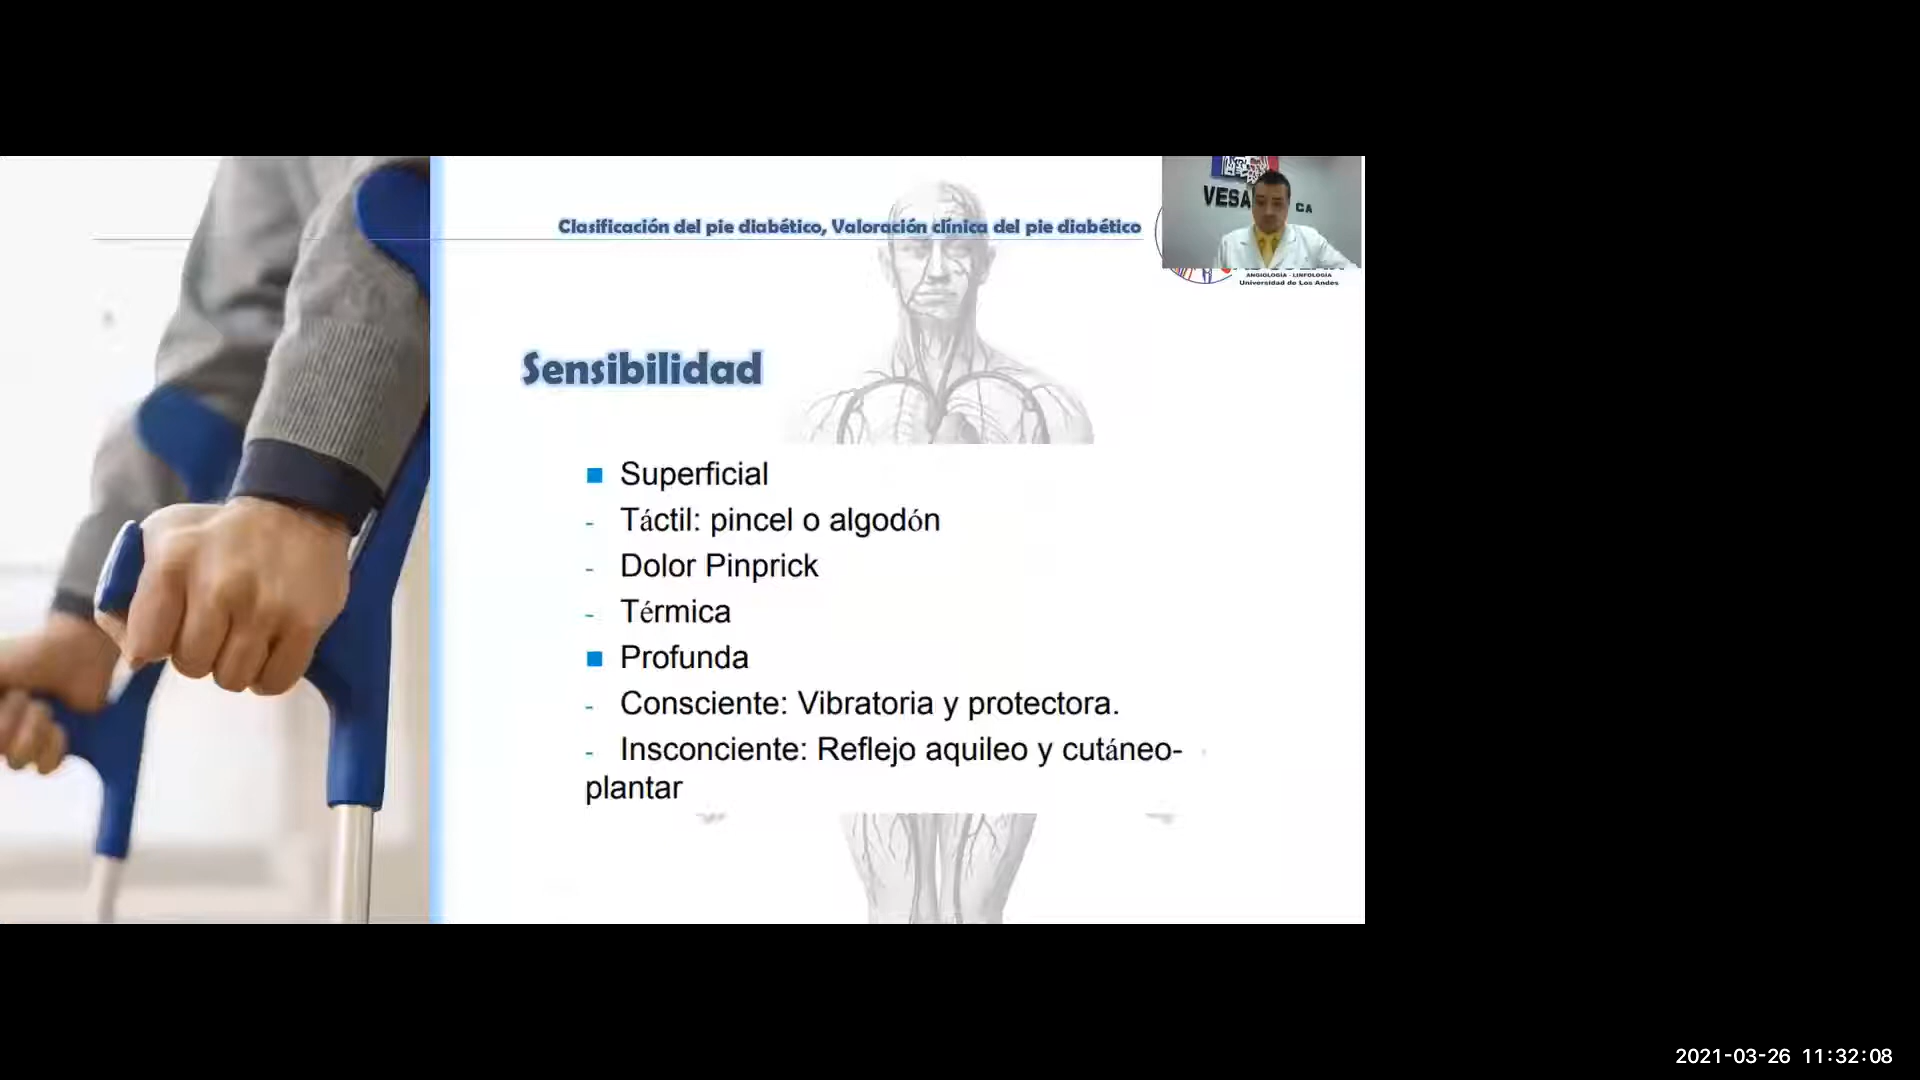 Clasificación del pie diabético, Valoración clínica del pie diabético
VESA
CA
ANGIOLOGÍA - LINFOLOGÍA
Universidad de Los Andes
Sensibilidad
Superficial
- Táctil: pincel o algodón
- Dolor Pinprick
- Térmica
Profunda
- Consciente: Vibratoria y protectora.
- Insconciente: Reflejo aquileo y cutáneo-
plantar
2021-03-26 11:32:08